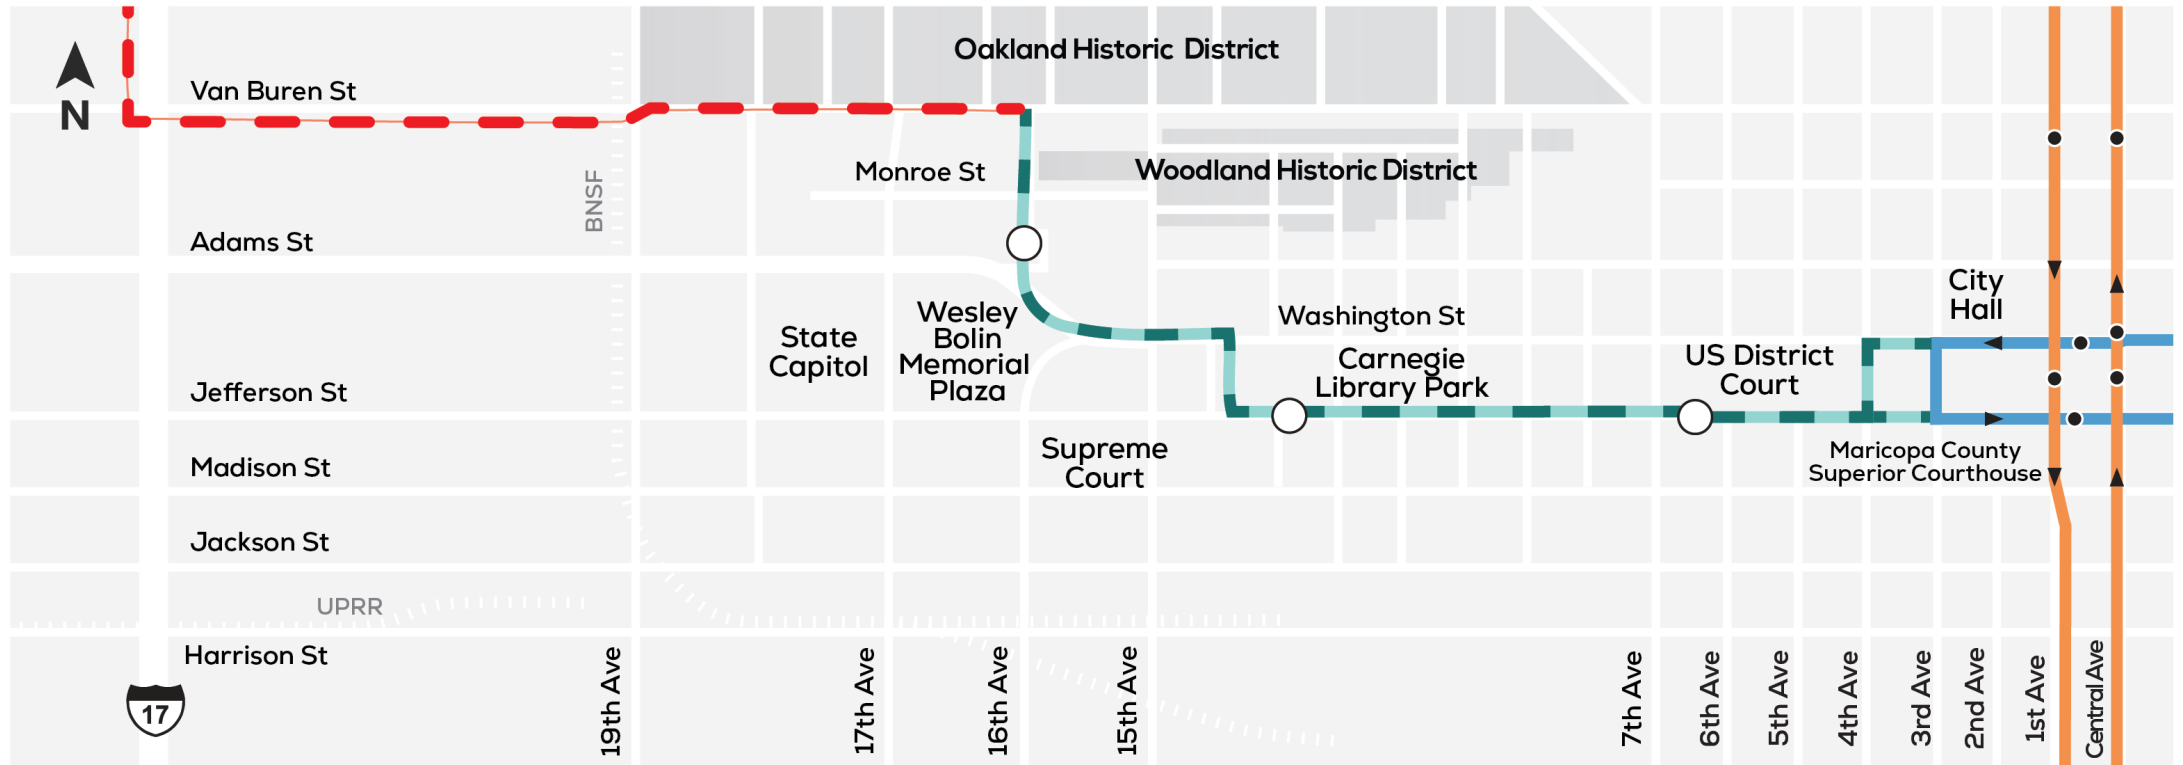 Oakland Historic District
Van Buren St
N
Monroe St
Woodland Historic District
BNSF
Adams St
City
Hall
Wesley
Bolin
Memorial
Plaza
State
Capitol
Washington St
Carnegie
Library Park
US District
Court
Jefferson St
Supreme
Court
Maricopa County
Superior Courthouse
Madison St
Jackson St
UPRR
Harrison St
17
19th Ave
17th Ave
16th Ave
15th Ave
7th Ave
6th Ave
5th Ave
4th Ave
3rd Ave
2nd Ave
1st Ave
Central Ave